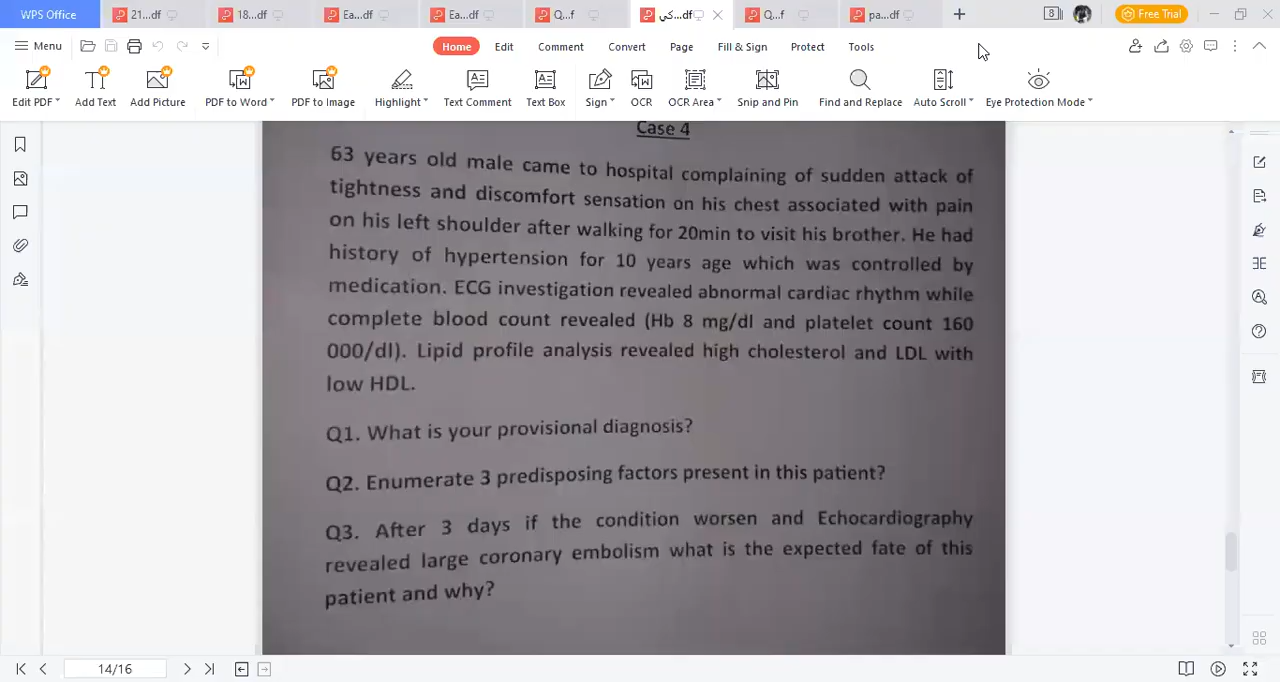 WPS Office
21...df
18...df
Ea...df
Ea...df
Q...f
كي...df
Q...f
pa...df
8
Free Trial
Menu
Home
Edit
Comment
Convert
Page
Fill & Sign
Protect
Tools
Edit PDF
Add Text
Add Picture
PDF to Word
PDF to Image
Highlight
Text Comment
Text Box
Sign
OCR
OCR Area
Snip and Pin
Find and Replace
Auto Scroll
Eye Protection Mode
Case 4
63 years old male came to hospital complaining of sudden attack of
tightness and discomfort sensation on his chest associated with pain
on his left shoulder after walking for 20min to visit his brother. He had
history of hypertension for 10 years age which was controlled by
medication. ECG investigation revealed abnormal cardiac rhythm while
complete blood count revealed (Hb 8 mg/dl and platelet count 160
000/dl). Lipid profile analysis revealed high cholesterol and LDL with
low HDL.
Q1. What is your provisional diagnosis?
Q2. Enumerate 3 predisposing factors present in this patient?
Q3. After 3 days if the condition worsen and Echocardiography
revealed large coronary embolism what is the expected fate of this
patient and why?
14/16